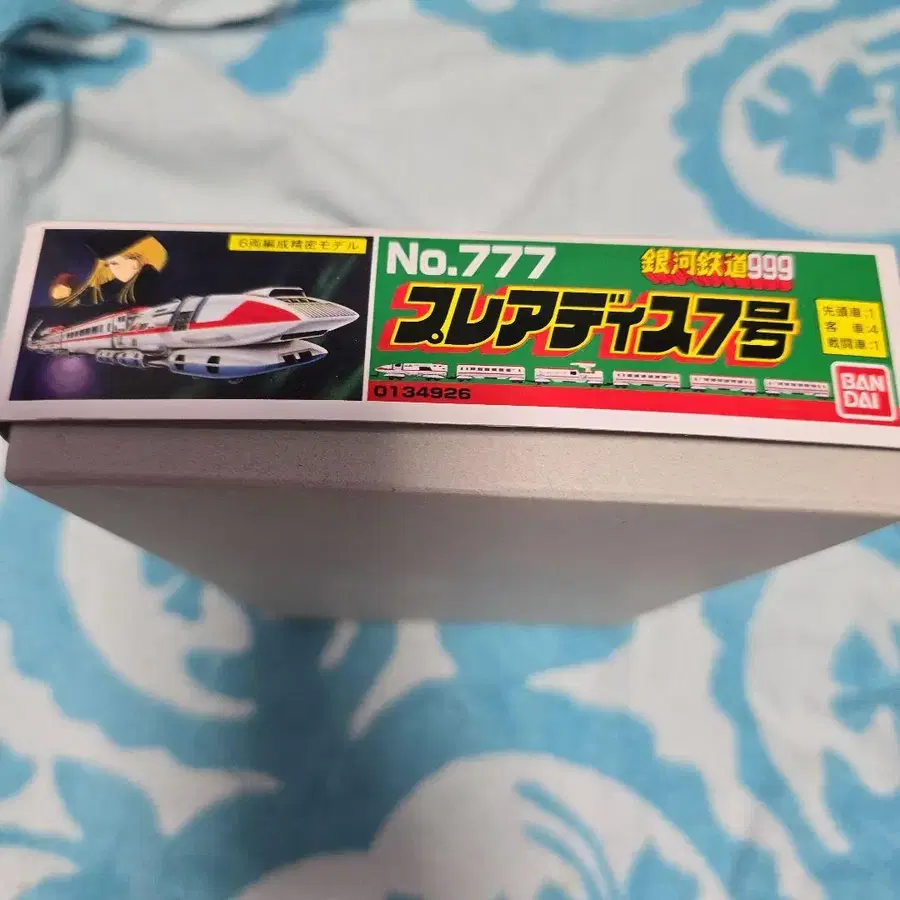 6両編成精密モデル
No.777
銀河鉄道999
プレアディス7号
先頭車:1
客車:4
戦闘車:1
0134926
BAN
DAI